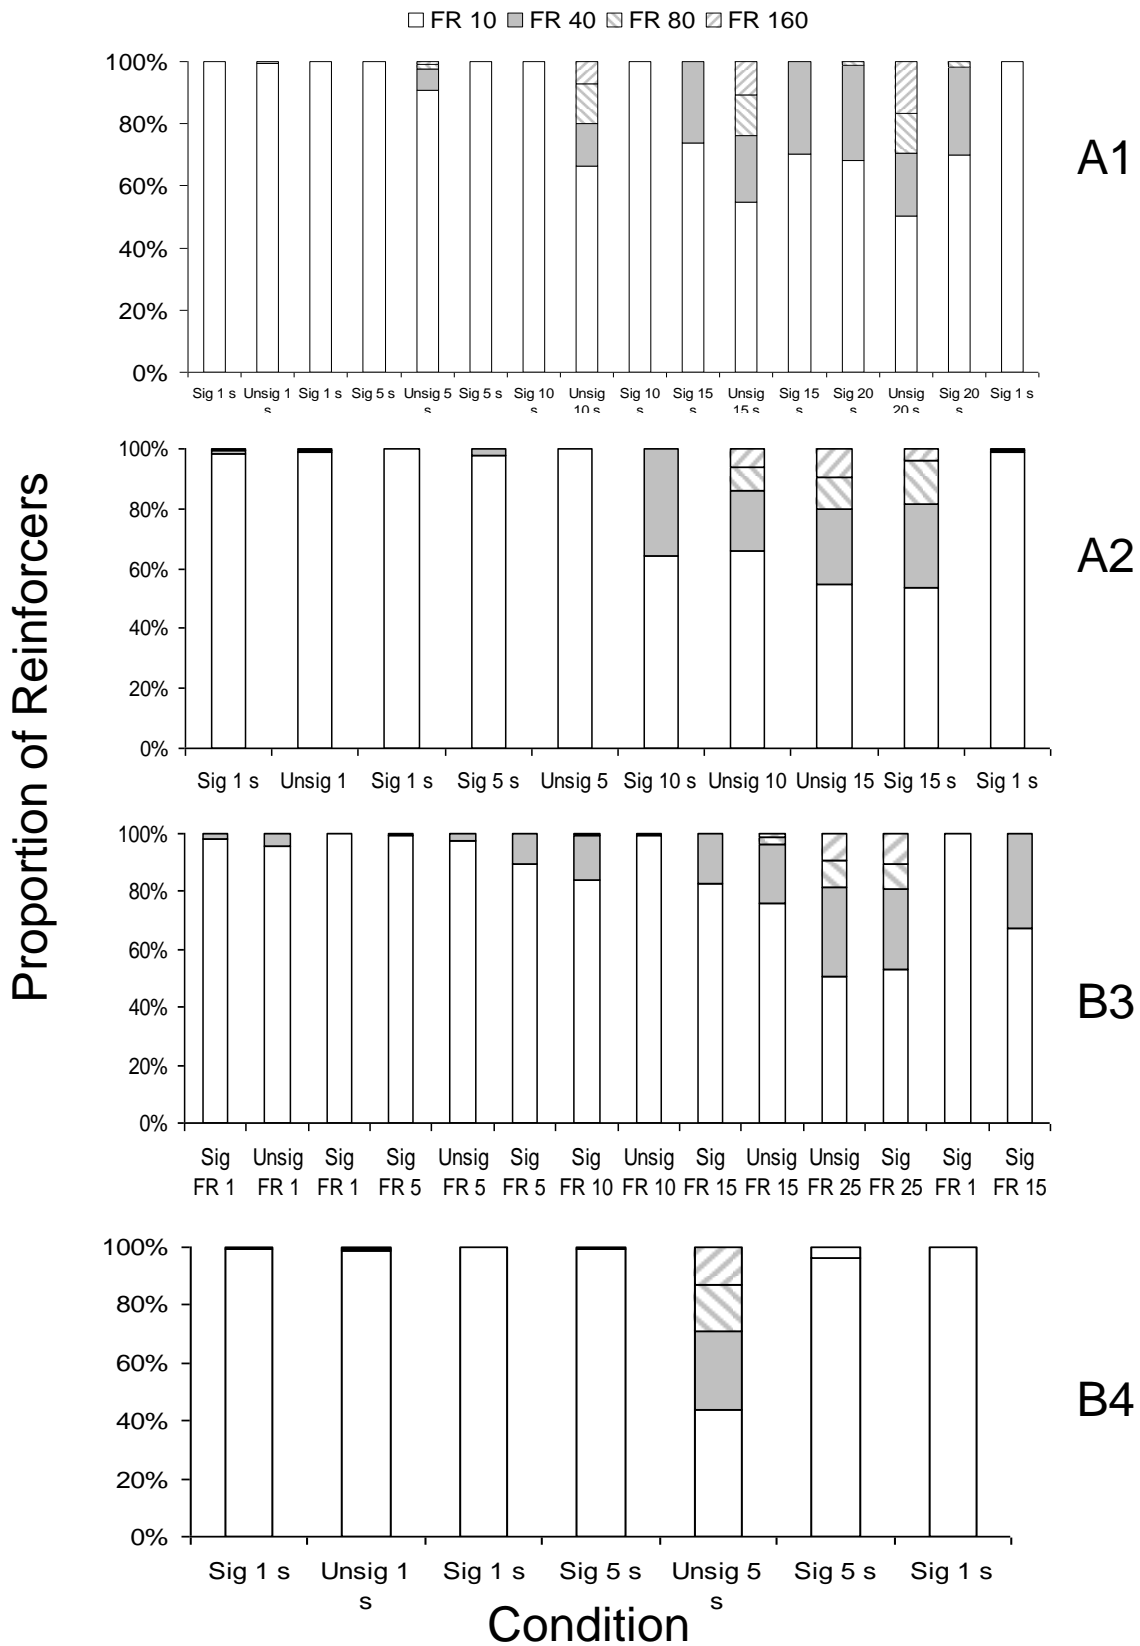 FR 10 FR 40 FR 80 FR 160
100%
80%
60%
40%
20%
0%
Sig 1 s Unsig 1 Sig 1 s Sig 5 s Unsig 5 Sig 5 s Sig 10 Unsig Sig 10 Sig 15 Unsig Sig 15 Sig 20 Unsig Sig 20 Sig 1 s
s s s 10 s s s 15 s s s 20 s s
A1
100%
80%
60%
40%
20%
0%
Sig 1 s Unsig 1 Sig 1 s Sig 5 s Unsig 5 Sig 10 s Unsig 10 Unsig 15 Sig 15 s Sig 1 s
A2
Proportion of Reinforcers
100%
80%
60%
40%
20%
0%
Sig Unsig Sig Sig Unsig Sig Sig Unsig Sig Unsig Unsig Sig Sig Sig
FR 1 FR 1 FR 1 FR 5 FR 5 FR 5 FR 10 FR 10 FR 15 FR 15 FR 25 FR 25 FR 1 FR 15
B3
100%
80%
60%
40%
20%
0%
Sig 1 s Unsig 1 Sig 1 s Sig 5 s Unsig 5 Sig 5 s Sig 1 s
s s
B4
Condition